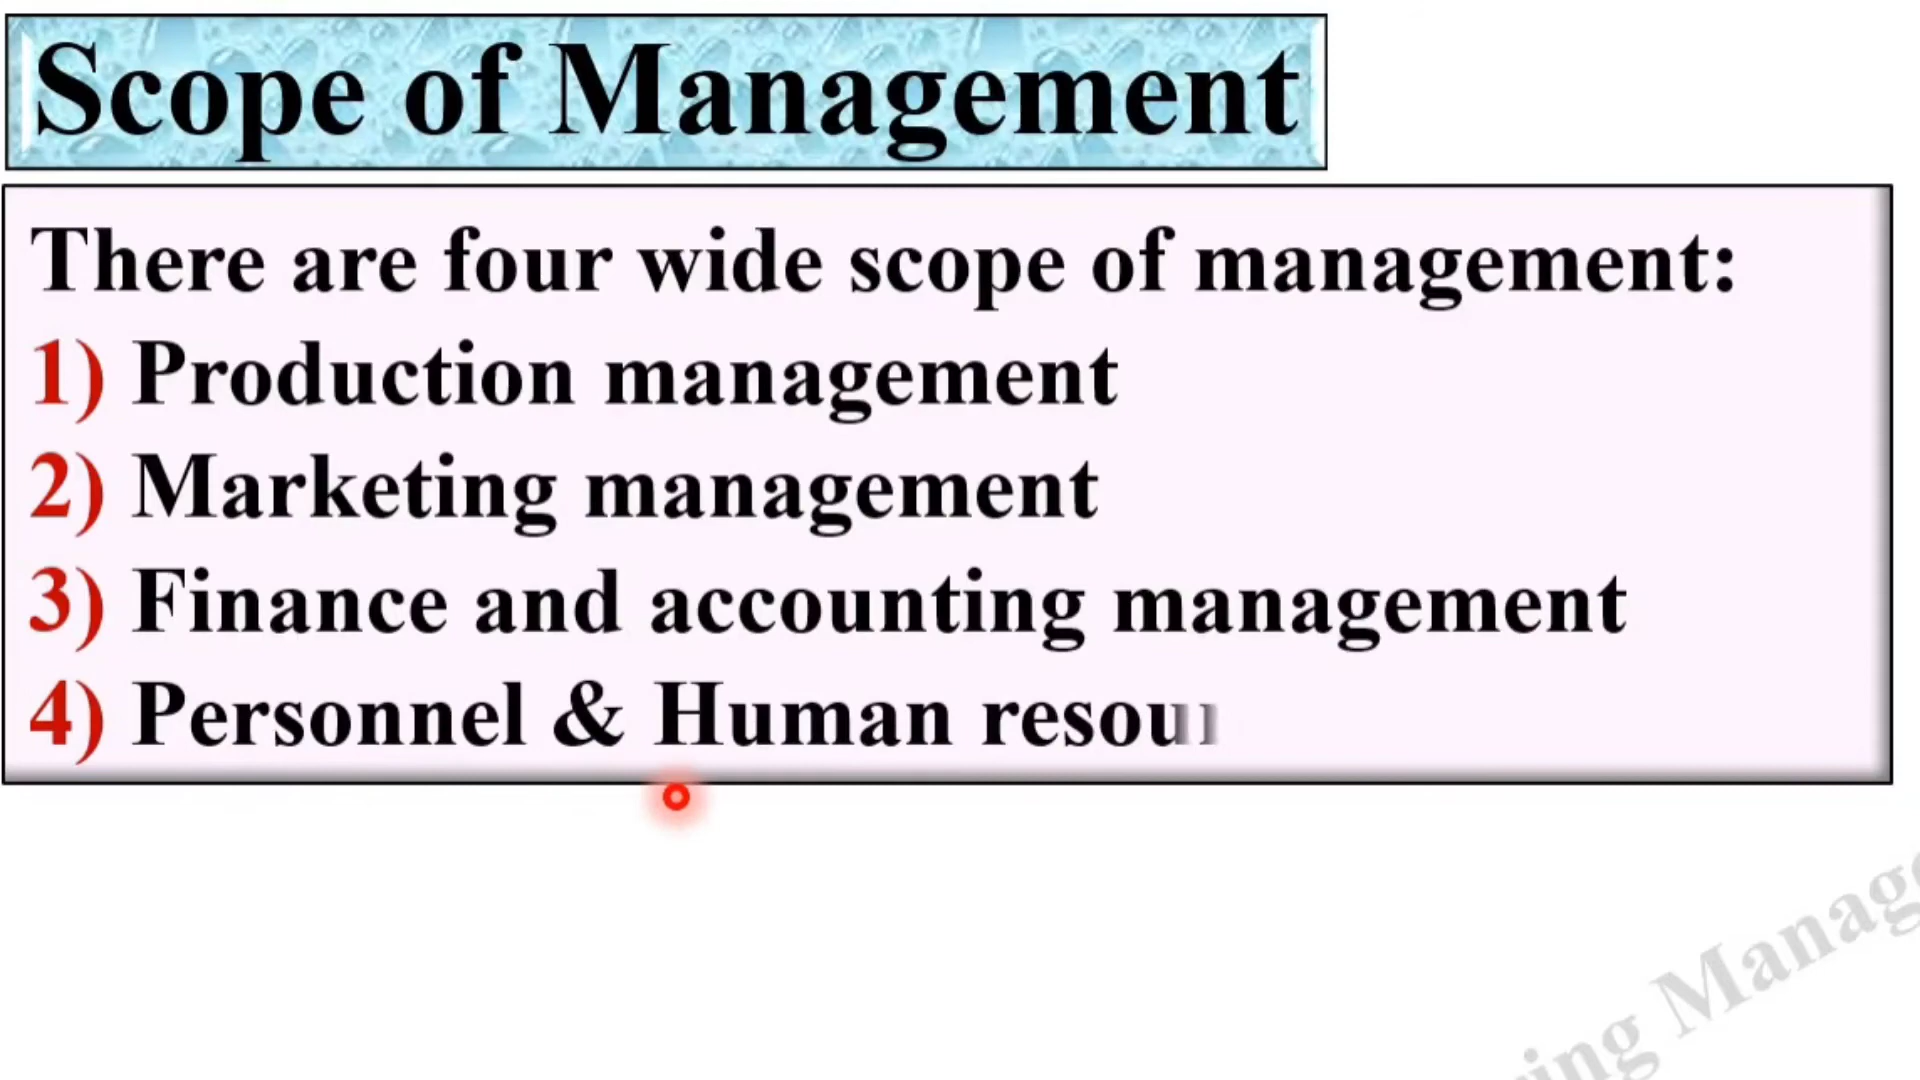 Scope of Management
There are four wide scope of management:
1) Production management
2) Marketing management
3) Finance and accounting management
4) Personnel & Human